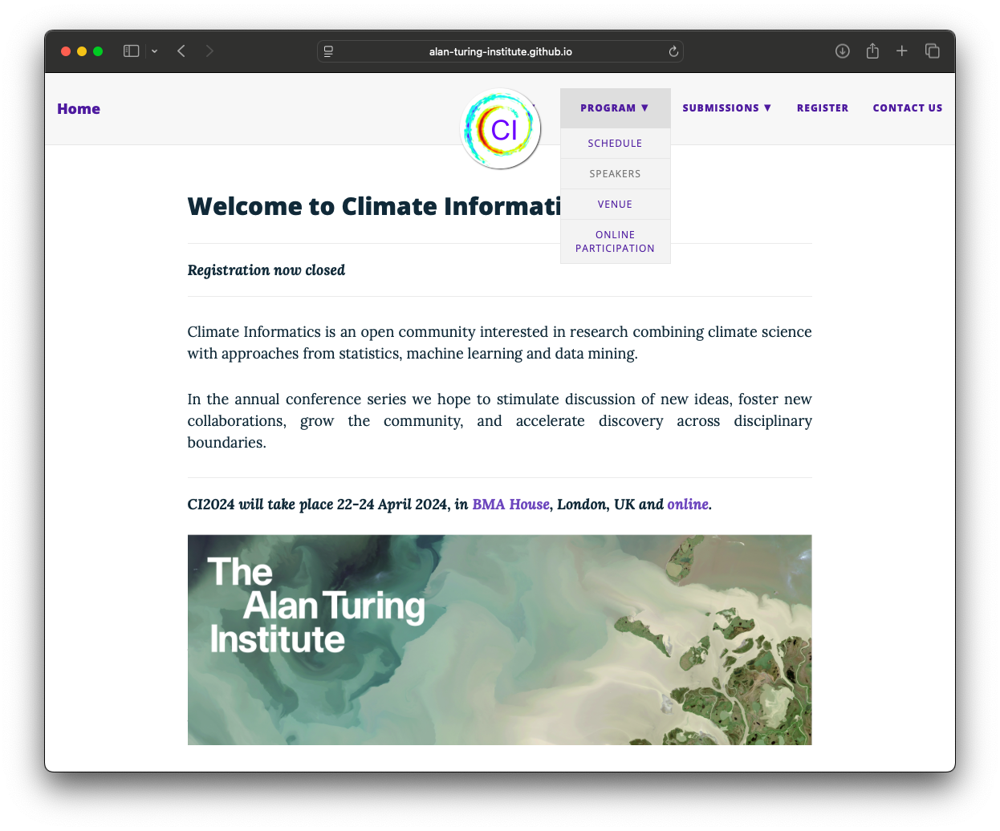 alan-turing-institute.github.io
Home
CI
PROGRAM ▼
SUBMISSIONS ▼
REGISTER
CONTACT US
SCHEDULE
SPEAKERS
VENUE
ONLINE
PARTICIPATION
Welcome to Climate Informati
Registration now closed
Climate Informatics is an open community interested in research combining climate science
with approaches from statistics, machine learning and data mining.
In the annual conference series we hope to stimulate discussion of new ideas, foster new
collaborations, grow the community, and accelerate discovery across disciplinary
boundaries.
CI2024 will take place 22-24 April 2024, in BMA House, London, UK and online.
The
Alan Turing
Institute